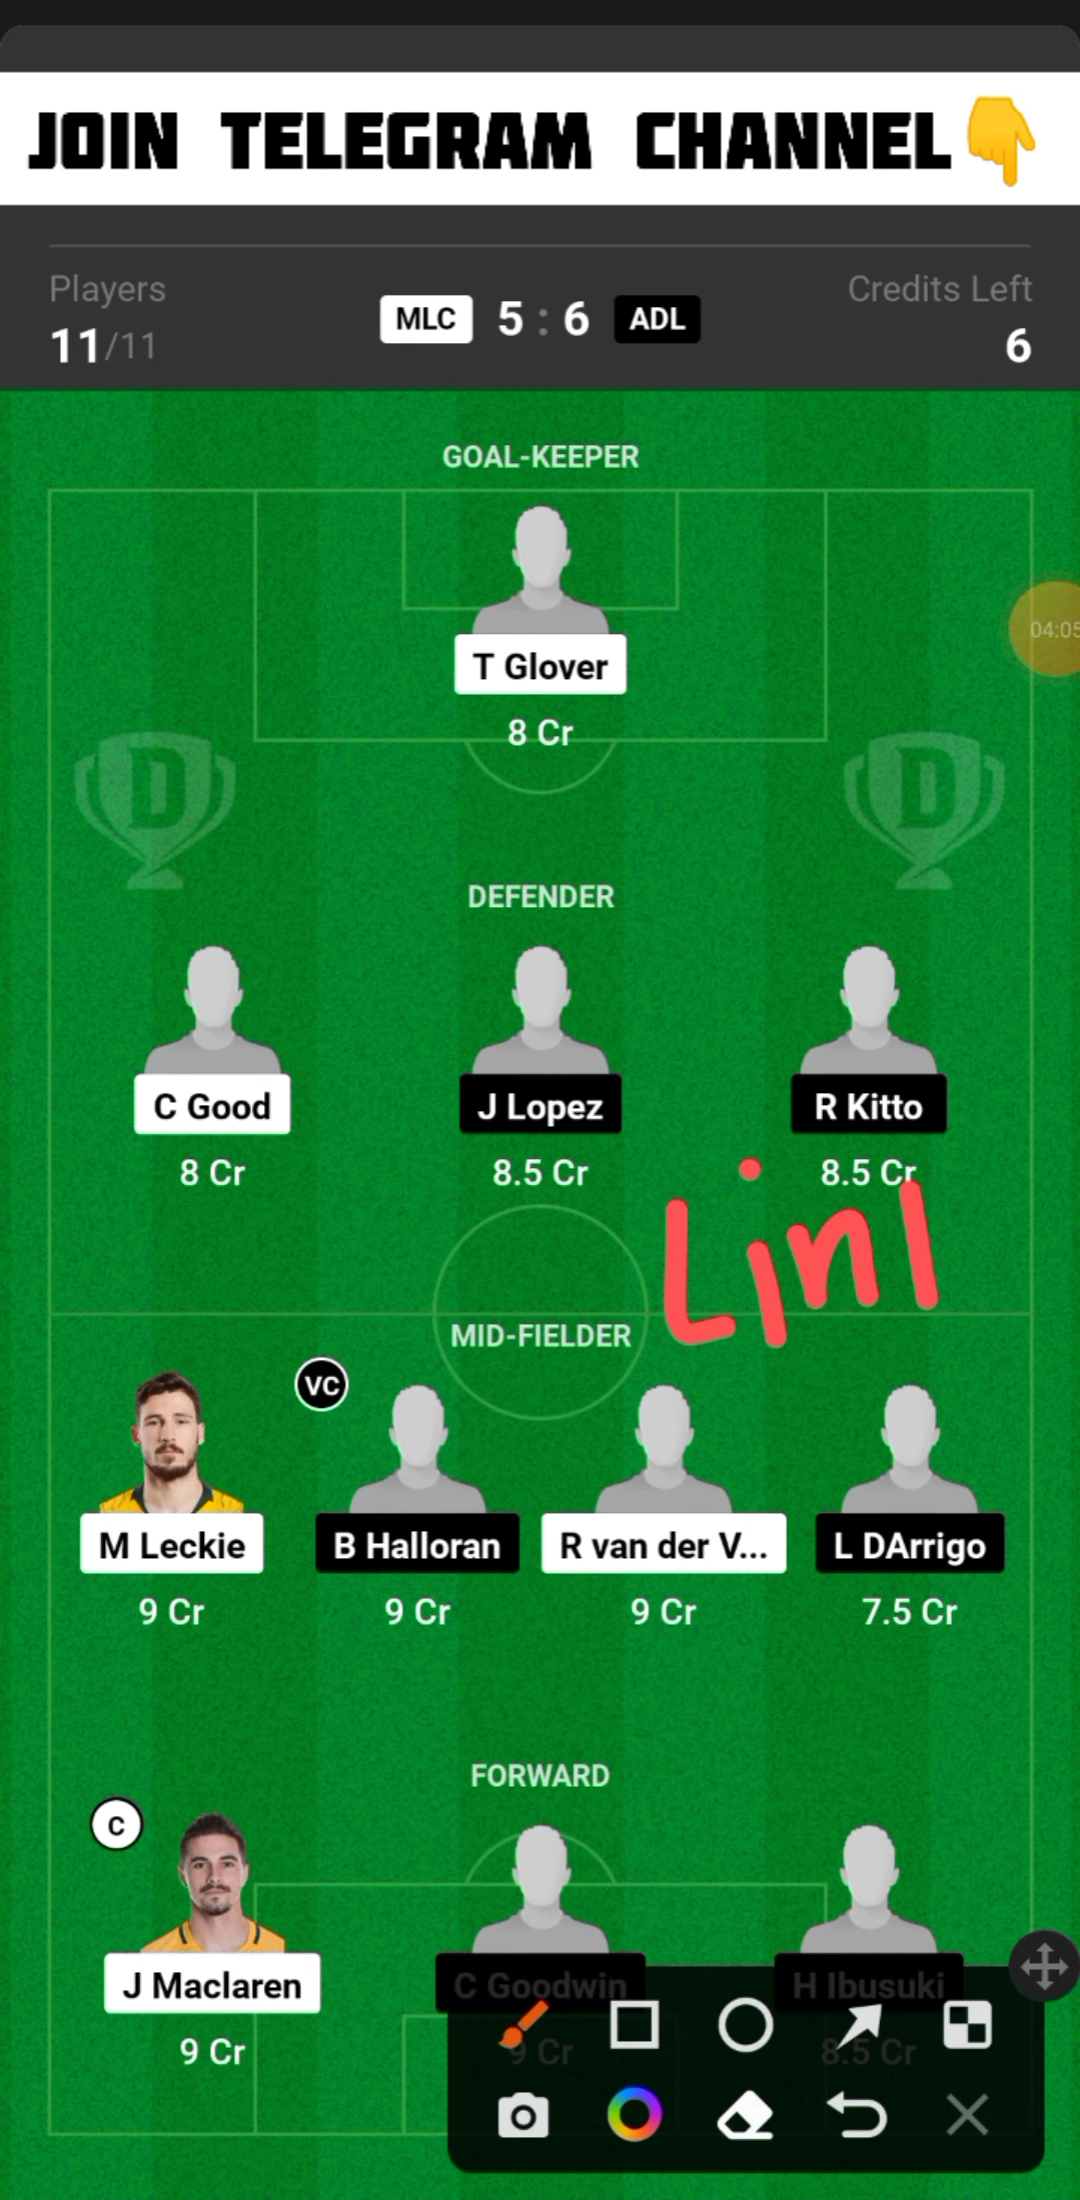 JOIN TELEGRAM CHANNEL👇
Players
Credits Left
11/11
MLC 5 : 6 ADL
6
GOAL-KEEPER
T Glover
8 Cr
04:05
DEFENDER
C Good J Lopez R Kitto
8 Cr 8.5 Cr 8.5 Cr
Lin1
MID-FIELDER
VC
M Leckie B Halloran R van der V... L DArrigo
9 Cr 9 Cr 9 Cr 7.5 Cr
FORWARD
C
J Maclaren C Goodwin H Ibusuki
9 Cr 9 Cr 8.5 Cr